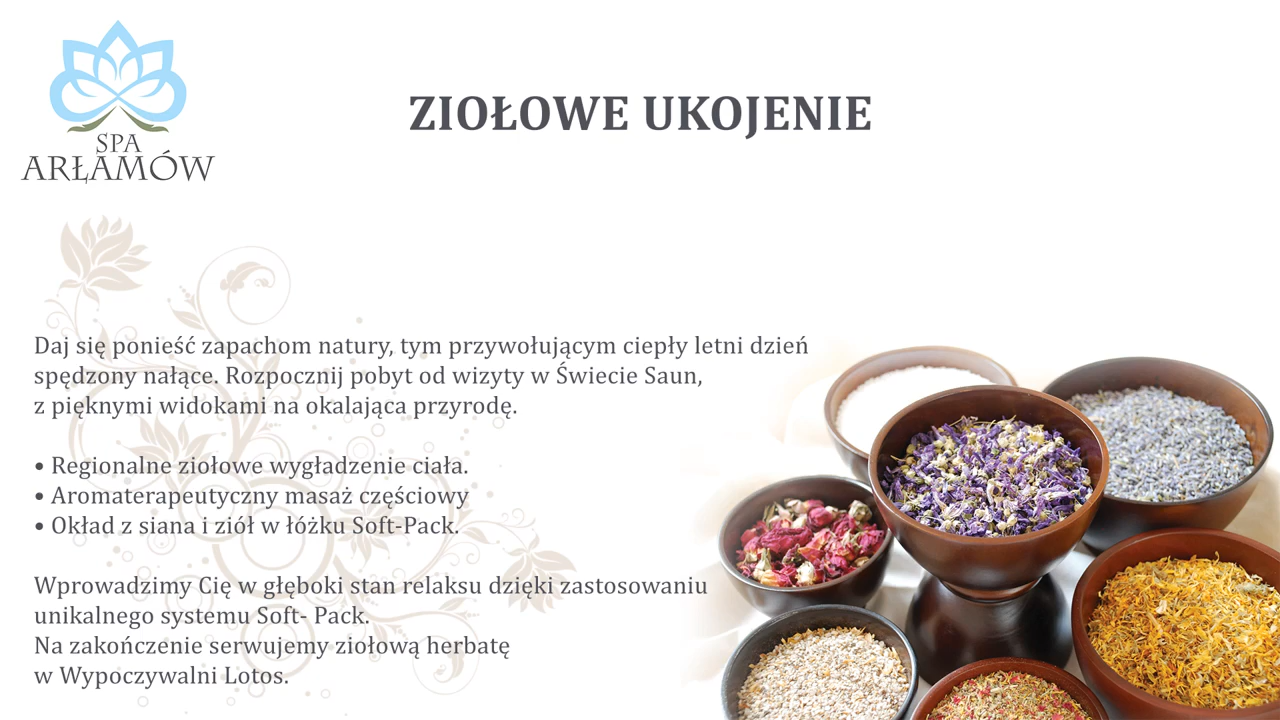 SPA
ARŁAMÓW
ZIOŁOWE UKOJENIE
Daj się ponieść zapachom natury, tym przywołującym ciepły letni dzień
spędzony nałące. Rozpocznij pobyt od wizyty w Świecie Saun,
z pięknymi widokami na okalająca przyrodę.
• Regionalne ziołowe wygładzenie ciała.
• Aromaterapeutyczny masaż częściowy
• Okład z siana i ziół w łóżku Soft-Pack.
Wprowadzimy Cię w głęboki stan relaksu dzięki zastosowaniu
unikalnego systemu Soft- Pack.
Na zakończenie serwujemy ziołową herbatę
w Wypoczywalni Lotos.